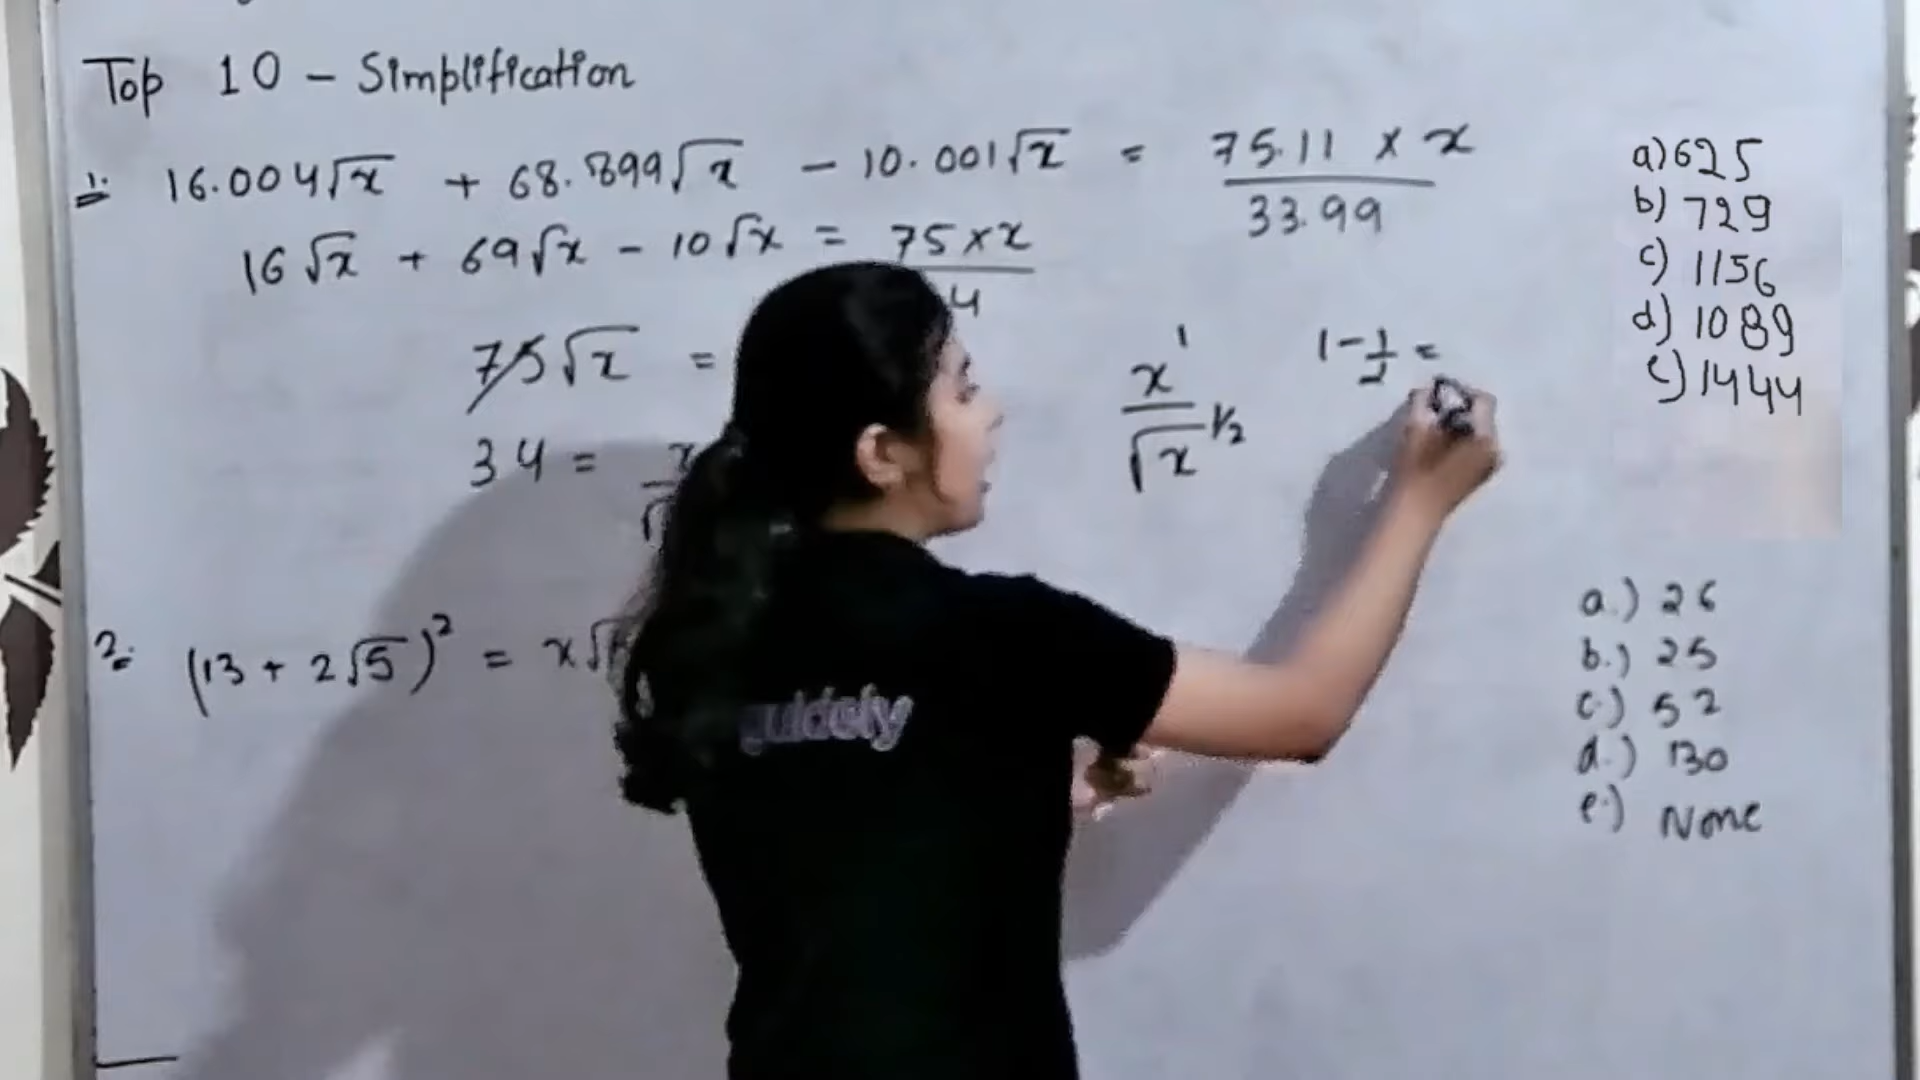 Top 10 - Simplification
1. 16.004√x + 68.899√x - 10.001√x = 75.11 × x / 33.99
16√x + 69√x - 10√x = 75 × x / 4
75√x =
34 = x / √
x¹ / √x ½
1 - 1/2 =
a) 625
b) 729
c) 1156
d) 1089
e) 1444
2. (13 + 2√5)² = x√
a.) 26
b.) 25
c.) 52
d.) 130
e.) None
guidely